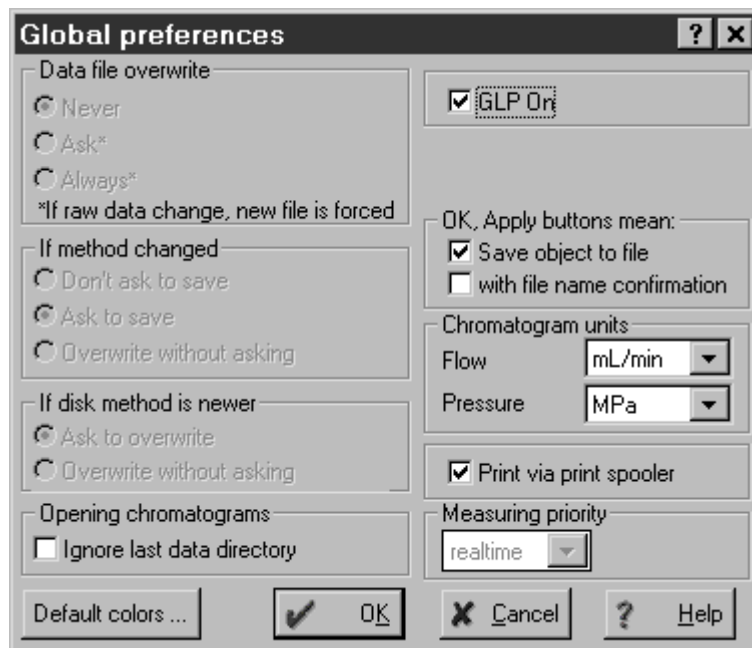 Global preferences
Data file overwrite
Never
Ask*
Always*
*If raw data change, new file is forced
If method changed
Don't ask to save
Ask to save
Overwrite without asking
If disk method is newer
Ask to overwrite
Overwrite without asking
Opening chromatograms
Ignore last data directory
GLP On
OK, Apply buttons mean:
Save object to file
with file name confirmation
Chromatogram units
Flow mL/min
Pressure MPa
Print via print spooler
Measuring priority
realtime
Default colors ...
OK
Cancel
Help